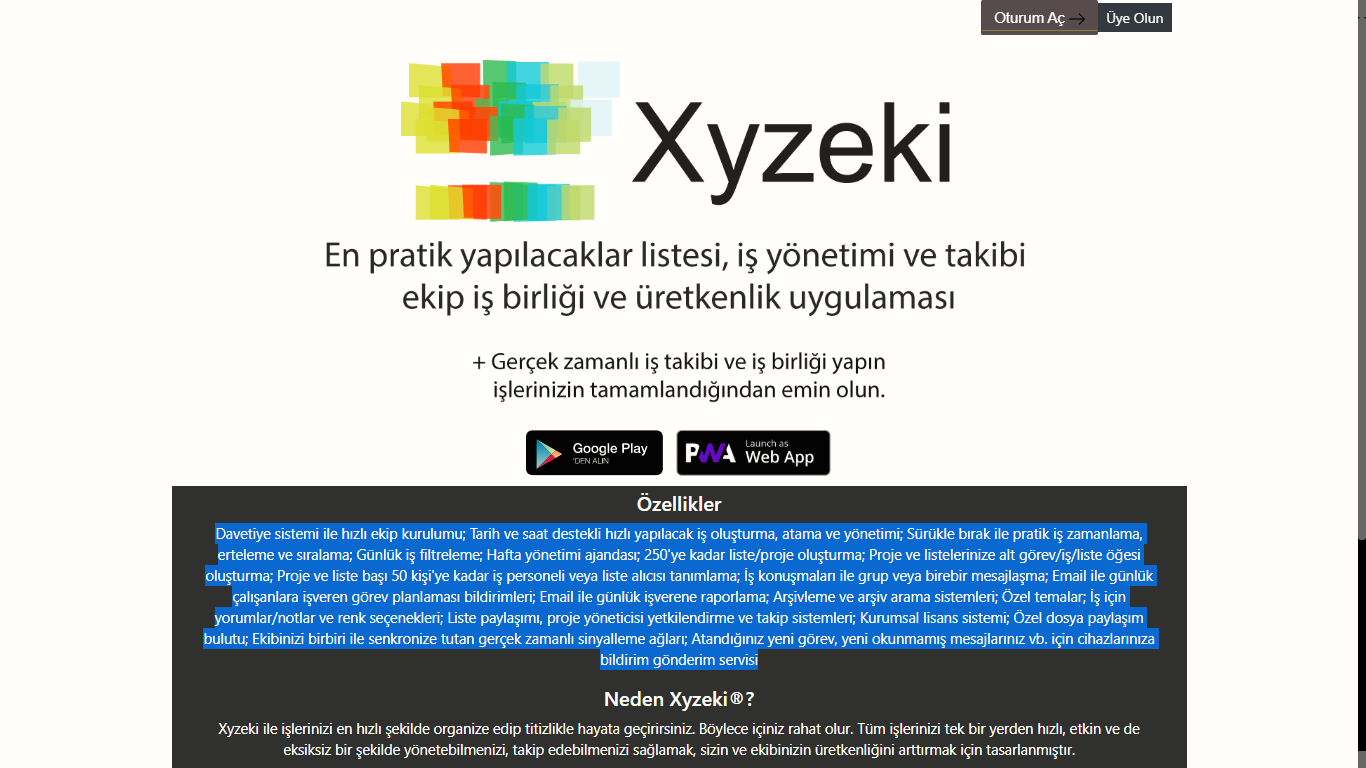 Oturum Aç → Üye Olun
Xyzeki
En pratik yapılacaklar listesi, iş yönetimi ve takibi
ekip iş birliği ve üretkenlik uygulaması
+ Gerçek zamanlı iş takibi ve iş birliği yapın
işlerinizin tamamlandığından emin olun.
Google Play
'DEN ALIN
PWA Launch as
Web App
Özellikler
Davetiye sistemi ile hızlı ekip kurulumu; Tarih ve saat destekli hızlı yapılacak iş oluşturma, atama ve yönetimi; Sürükle bırak ile pratik iş zamanlama,
erteleme ve sıralama; Günlük iş filtreleme; Hafta yönetimi ajandası; 250'ye kadar liste/proje oluşturma; Proje ve listelerinize alt görev/iş/liste öğesi
oluşturma; Proje ve liste başı 50 kişi'ye kadar iş personeli veya liste alıcısı tanımlama; İş konuşmaları ile grup veya birebir mesajlaşma; Email ile günlük
çalışanlara işveren görev planlaması bildirimleri; Email ile günlük işverene raporlama; Arşivleme ve arşiv arama sistemleri; Özel temalar; İş için
yorumlar/notlar ve renk seçenekleri; Liste paylaşımı, proje yöneticisi yetkilendirme ve takip sistemleri; Kurumsal lisans sistemi; Özel dosya paylaşım
bulutu; Ekibinizi birbiri ile senkronize tutan gerçek zamanlı sinyalleme ağları; Atandığınız yeni görev, yeni okunmamış mesajlarınız vb. için cihazlarınıza
bildirim gönderim servisi
Neden Xyzeki®?
Xyzeki ile işlerinizi en hızlı şekilde organize edip titizlikle hayata geçirirsiniz. Böylece içiniz rahat olur. Tüm işlerinizi tek bir yerden hızlı, etkin ve de
eksiksiz bir şekilde yönetebilmenizi, takip edebilmenizi sağlamak, sizin ve ekibinizin üretkenliğini arttırmak için tasarlanmıştır.